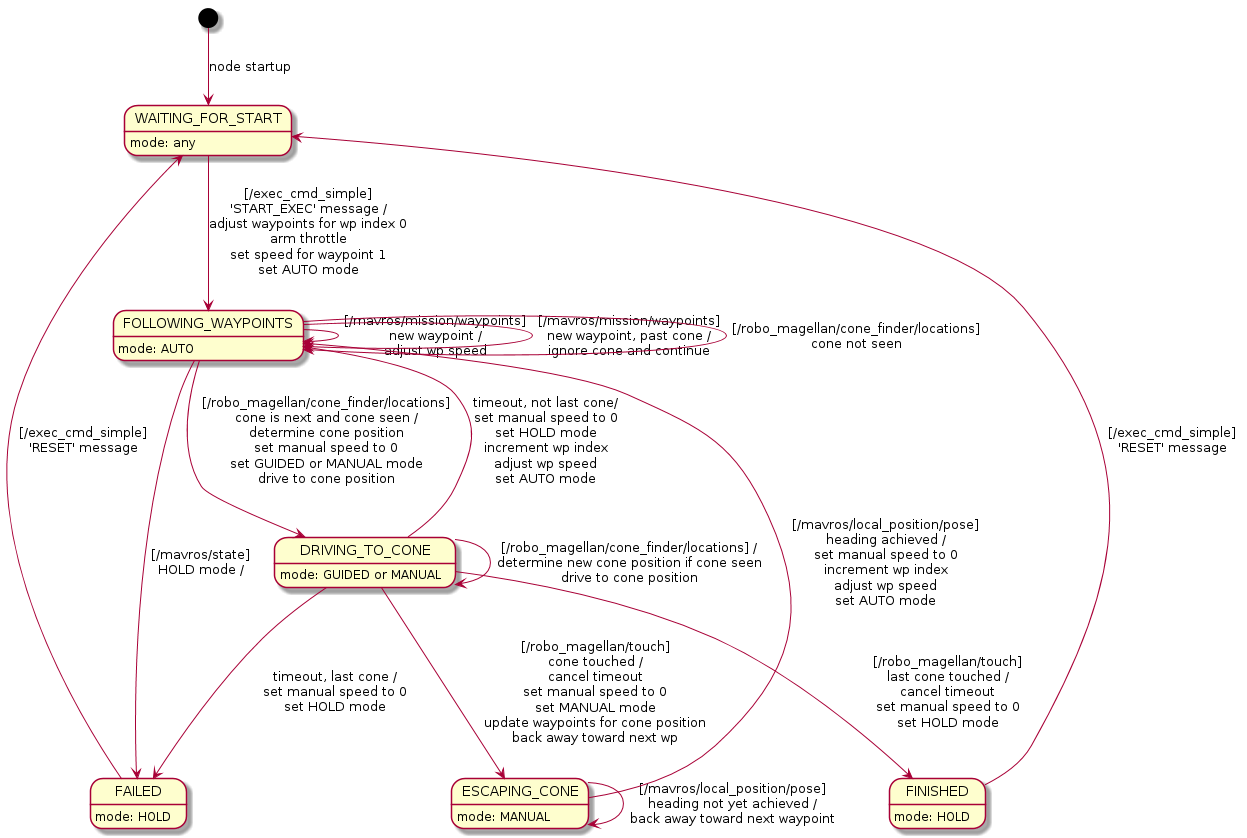 node startup
WAITING_FOR_START
mode: any
[/exec_cmd_simple]
'START_EXEC' message /
adjust waypoints for wp index 0
arm throttle
set speed for waypoint 1
set AUTO mode
FOLLOWING_WAYPOINTS
mode: AUTO
[/mavros/mission/waypoints]
new waypoint /
adjust wp speed
[/mavros/mission/waypoints]
new waypoint, past cone /
ignore cone and continue
[/robo_magellan/cone_finder/locations]
cone not seen
[/exec_cmd_simple]
'RESET' message
[/robo_magellan/cone_finder/locations]
cone is next and cone seen /
determine cone position
set manual speed to 0
set GUIDED or MANUAL mode
drive to cone position
timeout, not last cone/
set manual speed to 0
set HOLD mode
increment wp index
adjust wp speed
set AUTO mode
[/exec_cmd_simple]
'RESET' message
[/mavros/state]
HOLD mode /
DRIVING_TO_CONE
mode: GUIDED or MANUAL
[/robo_magellan/cone_finder/locations] /
determine new cone position if cone seen
drive to cone position
[/mavros/local_position/pose]
heading achieved /
set manual speed to 0
increment wp index
adjust wp speed
set AUTO mode
timeout, last cone /
set manual speed to 0
set HOLD mode
[/robo_magellan/touch]
cone touched /
cancel timeout
set manual speed to 0
set MANUAL mode
update waypoints for cone position
back away toward next wp
[/robo_magellan/touch]
last cone touched /
cancel timeout
set manual speed to 0
set HOLD mode
FAILED
mode: HOLD
ESCAPING_CONE
mode: MANUAL
[/mavros/local_position/pose]
heading not yet achieved /
back away toward next waypoint
FINISHED
mode: HOLD